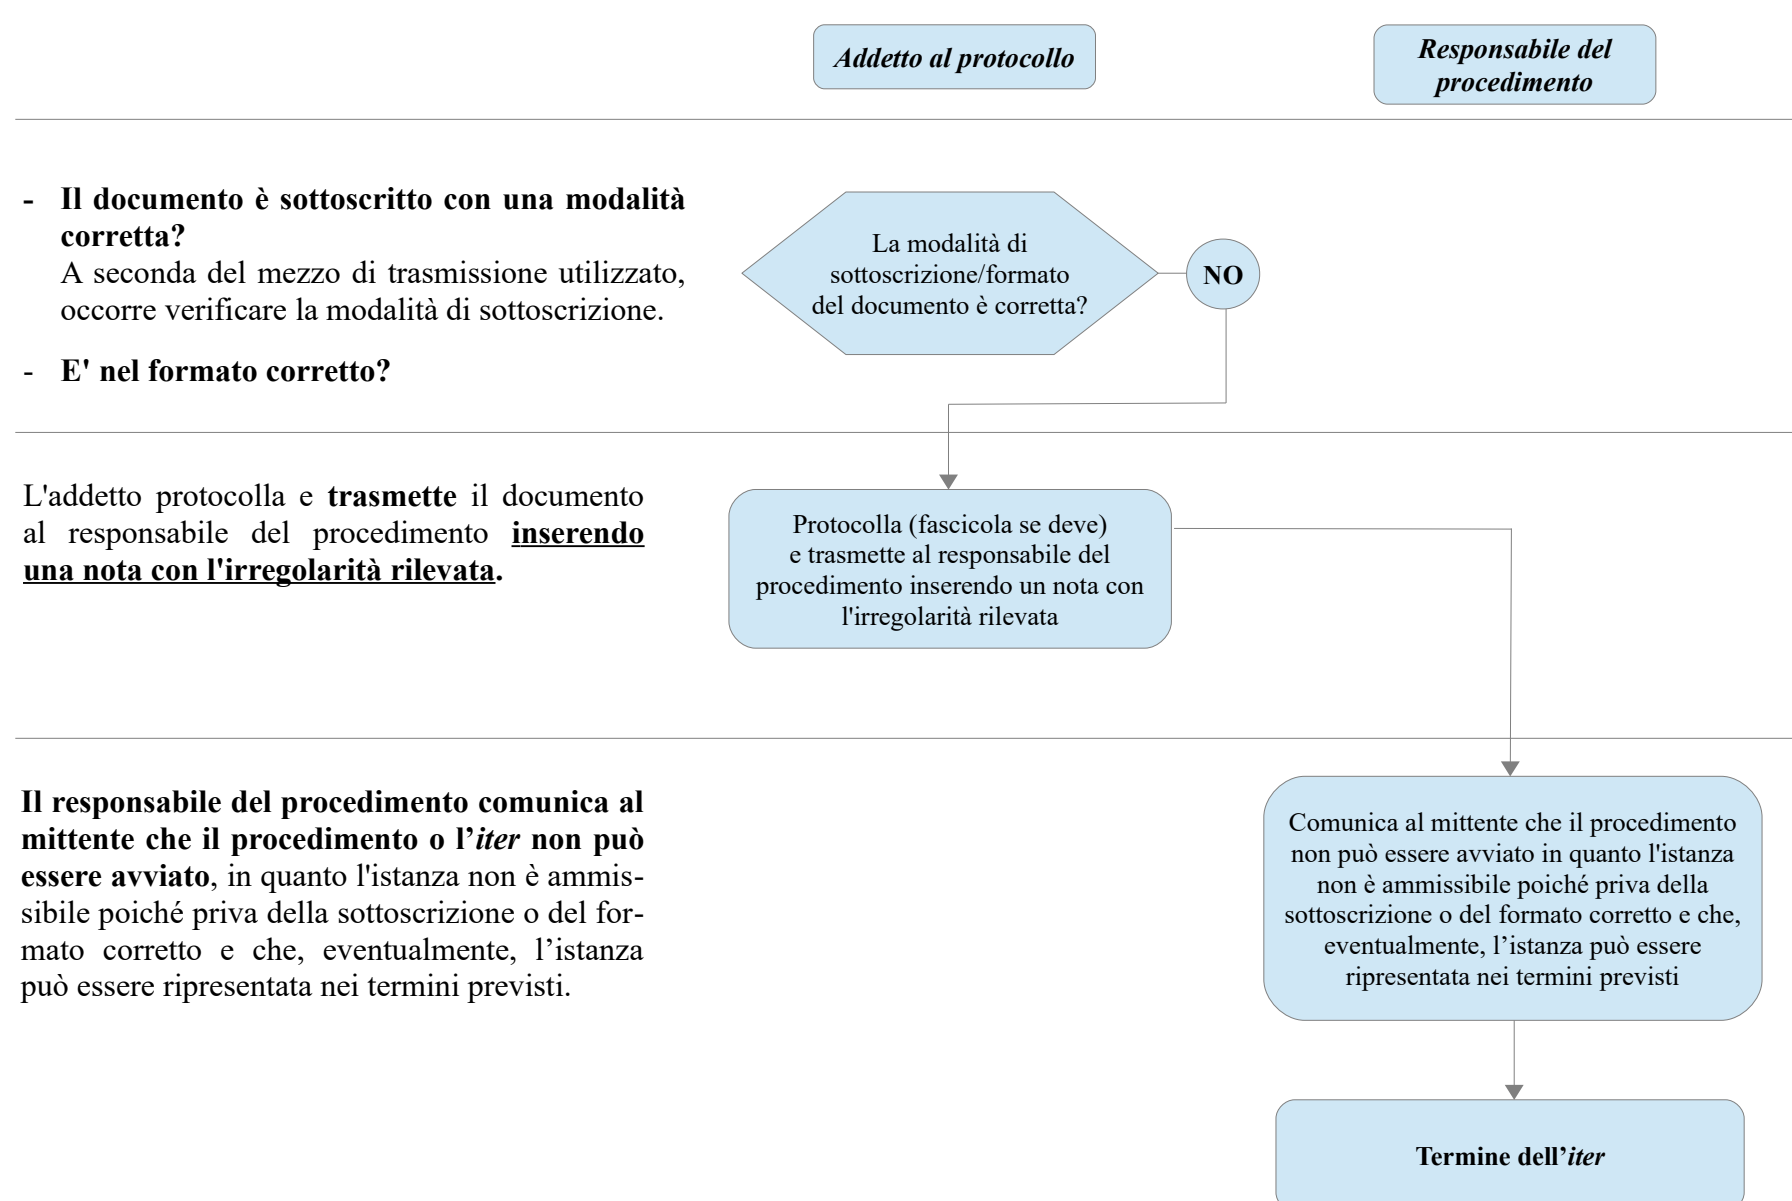 Addetto al protocollo
Responsabile del
procedimento
- Il documento è sottoscritto con una modalità
corretta?
A seconda del mezzo di trasmissione utilizzato,
occorre verificare la modalità di sottoscrizione.
- E' nel formato corretto?
La modalità di
sottoscrizione/formato
del documento è corretta?
NO
L'addetto protocolla e trasmette il documento
al responsabile del procedimento inserendo
una nota con l'irregolarità rilevata.
Protocolla (fascicola se deve)
e trasmette al responsabile del
procedimento inserendo un nota con
l'irregolarità rilevata
Il responsabile del procedimento comunica al
mittente che il procedimento o l’iter non può
essere avviato, in quanto l'istanza non è ammis-
sibile poiché priva della sottoscrizione o del for-
mato corretto e che, eventualmente, l’istanza
può essere ripresentata nei termini previsti.
Comunica al mittente che il procedimento
non può essere avviato in quanto l'istanza
non è ammissibile poiché priva della
sottoscrizione o del formato corretto e che,
eventualmente, l’istanza può essere
ripresentata nei termini previsti
Termine dell’iter